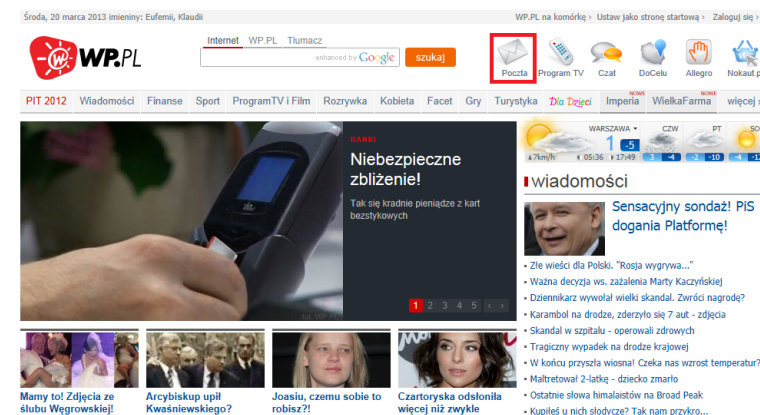 Środa, 20 marca 2013 imieniny: Eufemii, Klaudii
WP.PL na komórkę › Ustaw jako stronę startową › Zaloguj się ›
WP.PL
Internet WP.PL Tłumacz
enhanced by Google
szukaj
Poczta
Program TV
Czat
DoCelu
Allegro
Nokaut.p
PIT 2012 Wiadomości Finanse Sport ProgramTV i Film Rozrywka Kobieta Facet Gry Turystyka Dla Dzieci Imperia NOWE WielkaFarma NOWE więcej »
BANKI
Niebezpieczne
zbliżenie!
Tak się kradnie pieniądze z kart
bezstykowych
1 2 3 4 5 ‹ ›
fot. WP.PL
WARSZAWA CZW PT SO
1 -5
7km/h 05:36 17:49 3 -4 -2 -10 -4
wiadomości
Sensacyjny sondaż! PiS
dogania Platformę!
Złe wieści dla Polski. "Rosja wygrywa..."
Ważna decyzja ws. zażalenia Marty Kaczyńskiej
Dziennikarz wywołał wielki skandal. Zwróci nagrodę?
Karambol na drodze, zderzyło się 7 aut - zdjęcia
Skandal w szpitalu - operowali zdrowych
Tragiczny wypadek na drodze krajowej
W końcu przyszła wiosna! Czeka nas wzrost temperatur?
Maltretował 2-latkę - dziecko zmarło
Ostatnie słowa himalaistów na Broad Peak
Kupiłeś u nich słodycze? Tak nam przykro...
Mamy to! Zdjęcia ze
ślubu Węgrowskiej!
Arcybiskup upił
Kwaśniewskiego?
Joasiu, czemu sobie to
robisz?!
Czartoryska odsłoniła
więcej niż zwykle